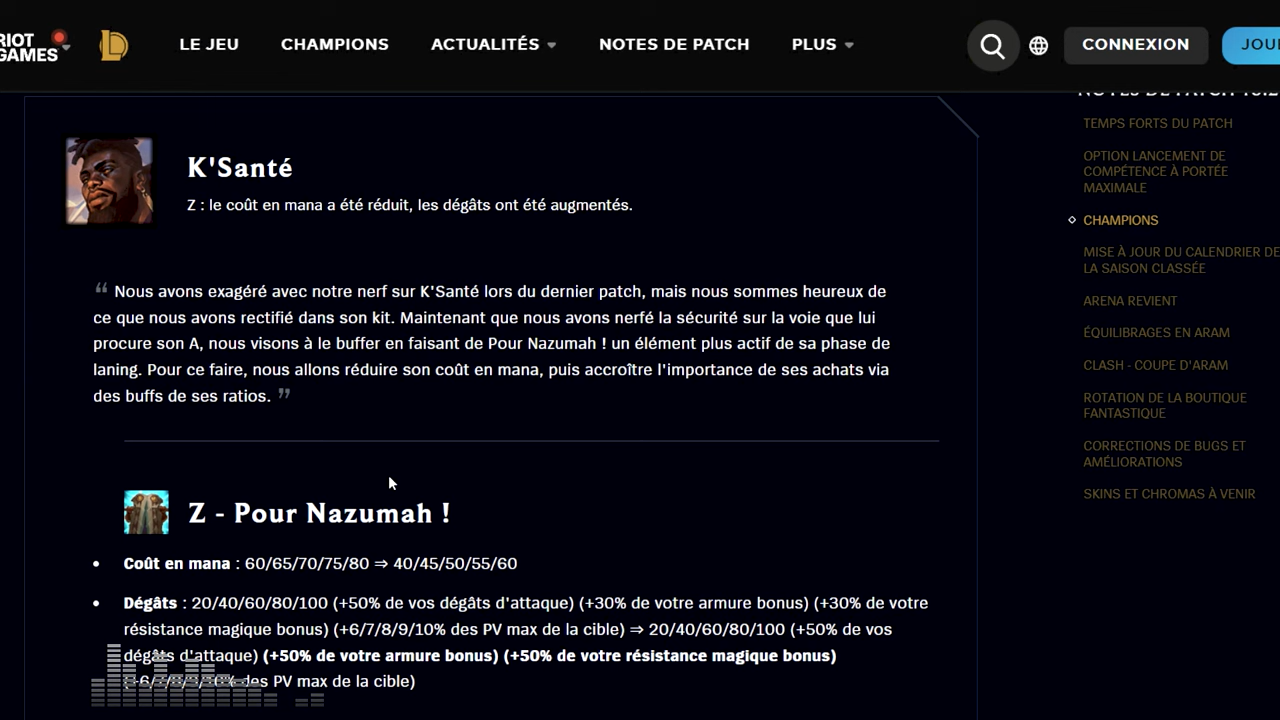 RIOT GAMES LE JEU CHAMPIONS ACTUALITÉS NOTES DE PATCH PLUS CONNEXION
K'Santé
Z : le coût en mana a été réduit, les dégâts ont été augmentés.
“ Nous avons exagéré avec notre nerf sur K'Santé lors du dernier patch, mais nous sommes heureux de
ce que nous avons rectifié dans son kit. Maintenant que nous avons nerfé la sécurité sur la voie que lui
procure son A, nous visons à le buffer en faisant de Pour Nazumah ! un élément plus actif de sa phase de
laning. Pour ce faire, nous allons réduire son coût en mana, puis accroître l'importance de ses achats via
des buffs de ses ratios. ”
Z - Pour Nazumah !
• Coût en mana : 60/65/70/75/80 ⇒ 40/45/50/55/60
• Dégâts : 20/40/60/80/100 (+50% de vos dégâts d'attaque) (+30% de votre armure bonus) (+30% de votre
résistance magique bonus) (+6/7/8/9/10% des PV max de la cible) ⇒ 20/40/60/80/100 (+50% de vos
dégâts d'attaque) (+50% de votre armure bonus) (+50% de votre résistance magique bonus)
(+6/7/8/9/10% des PV max de la cible)
NOTES DE PATCH
TEMPS FORTS DU PATCH
OPTION LANCEMENT DE
COMPÉTENCE À PORTÉE
MAXIMALE
CHAMPIONS
MISE À JOUR DU CALENDRIER DE
LA SAISON CLASSÉE
ARENA REVIENT
ÉQUILIBRAGES EN ARAM
CLASH - COUPE D'ARAM
ROTATION DE LA BOUTIQUE
FANTASTIQUE
CORRECTIONS DE BUGS ET
AMÉLIORATIONS
SKINS ET CHROMAS À VENIR